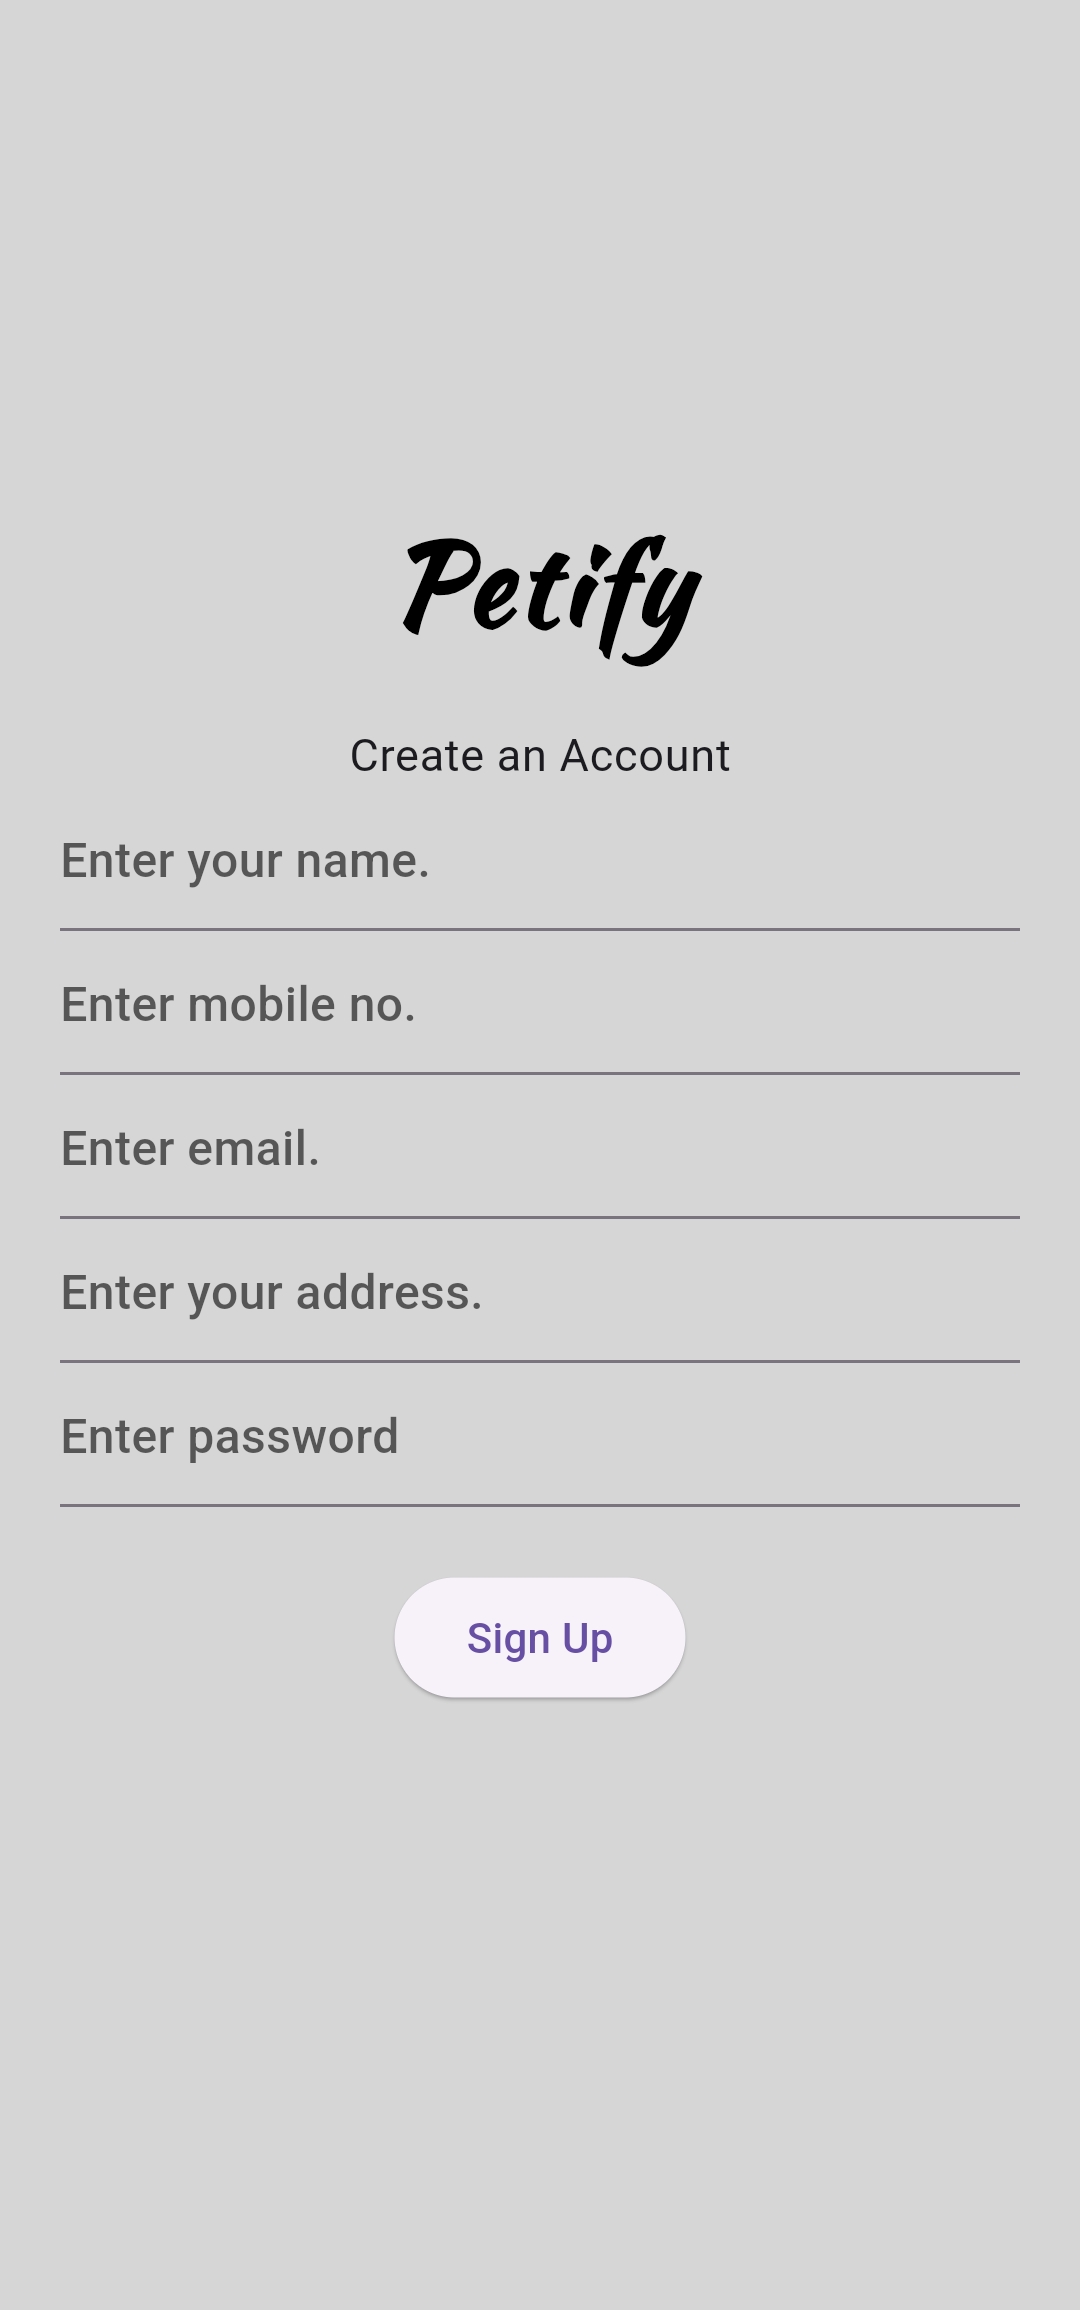 Petify
Create an Account
Enter your name.
Enter mobile no.
Enter email.
Enter your address.
Enter password
Sign Up